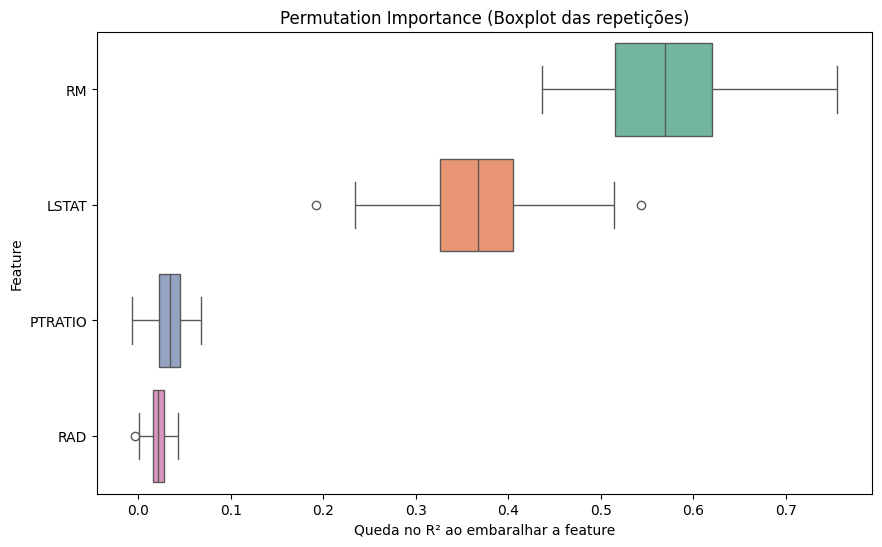 Permutation Importance (Boxplot das repetições)
RM
LSTAT
PTRATIO
RAD
Feature
0.0 0.1 0.2 0.3 0.4 0.5 0.6 0.7
Queda no R² ao embaralhar a feature